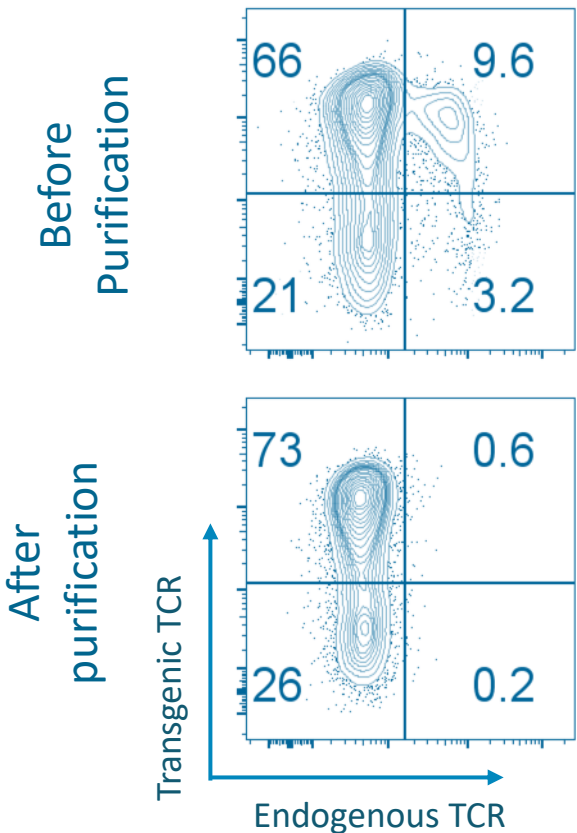 Before
Purification
66
9.6
21
3.2
After
purification
73
0.6
26
0.2
Transgenic TCR
Endogenous TCR